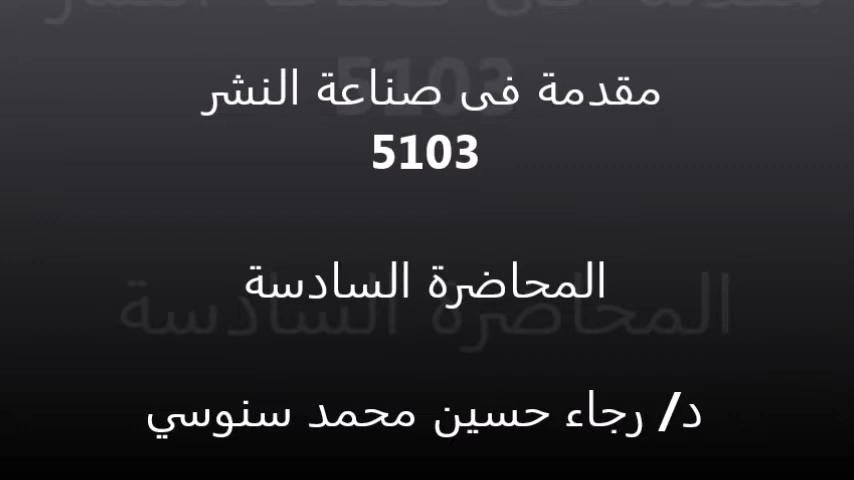 مقدمة فى صناعة النشر
5103
المحاضرة السادسة
د/ رجاء حسين محمد سنوسي